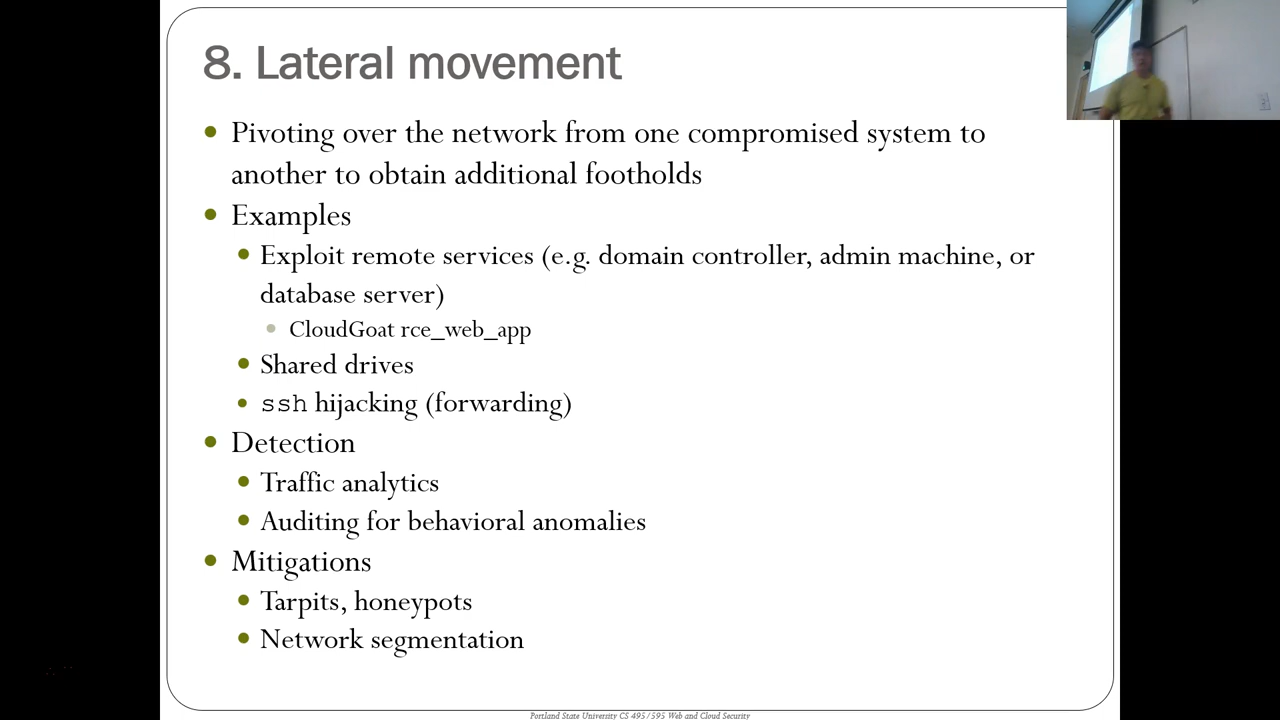 8. Lateral movement
• Pivoting over the network from one compromised system to
another to obtain additional footholds
• Examples
• Exploit remote services (e.g. domain controller, admin machine, or
database server)
• CloudGoat rce_web_app
• Shared drives
• ssh hijacking (forwarding)
• Detection
• Traffic analytics
• Auditing for behavioral anomalies
• Mitigations
• Tarpits, honeypots
• Network segmentation
Portland State University CS 495/595 Web and Cloud Security